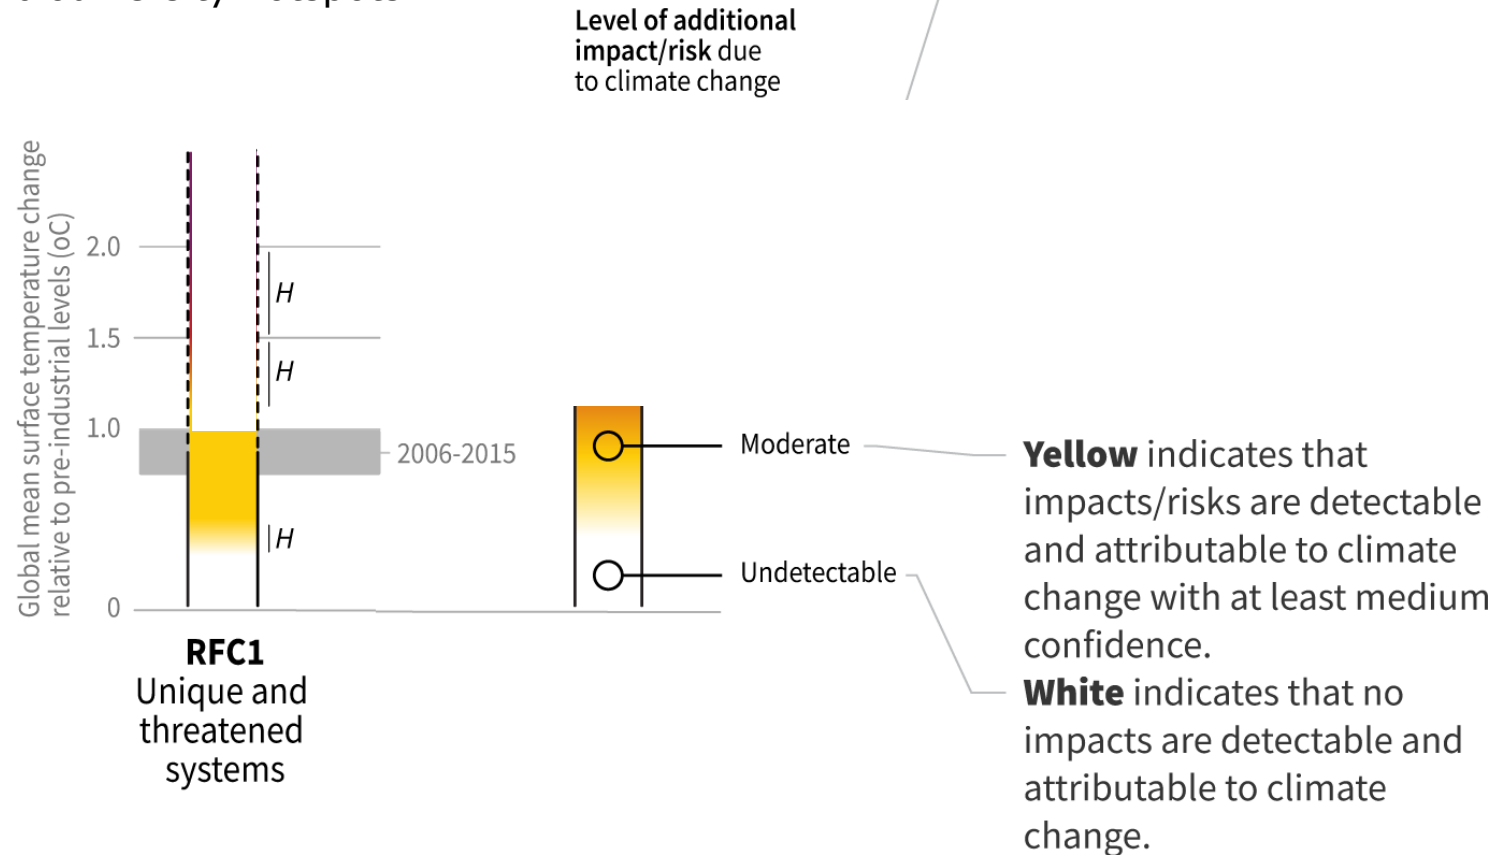 Level of additional
impact/risk due
to climate change
Global mean surface temperature change
relative to pre-industrial levels (oC)
2.0
1.5
1.0
0
H
H
H
2006-2015
RFC1
Unique and
threatened
systems
Moderate
Undetectable
Yellow indicates that
impacts/risks are detectable
and attributable to climate
change with at least medium
confidence.
White indicates that no
impacts are detectable and
attributable to climate
change.